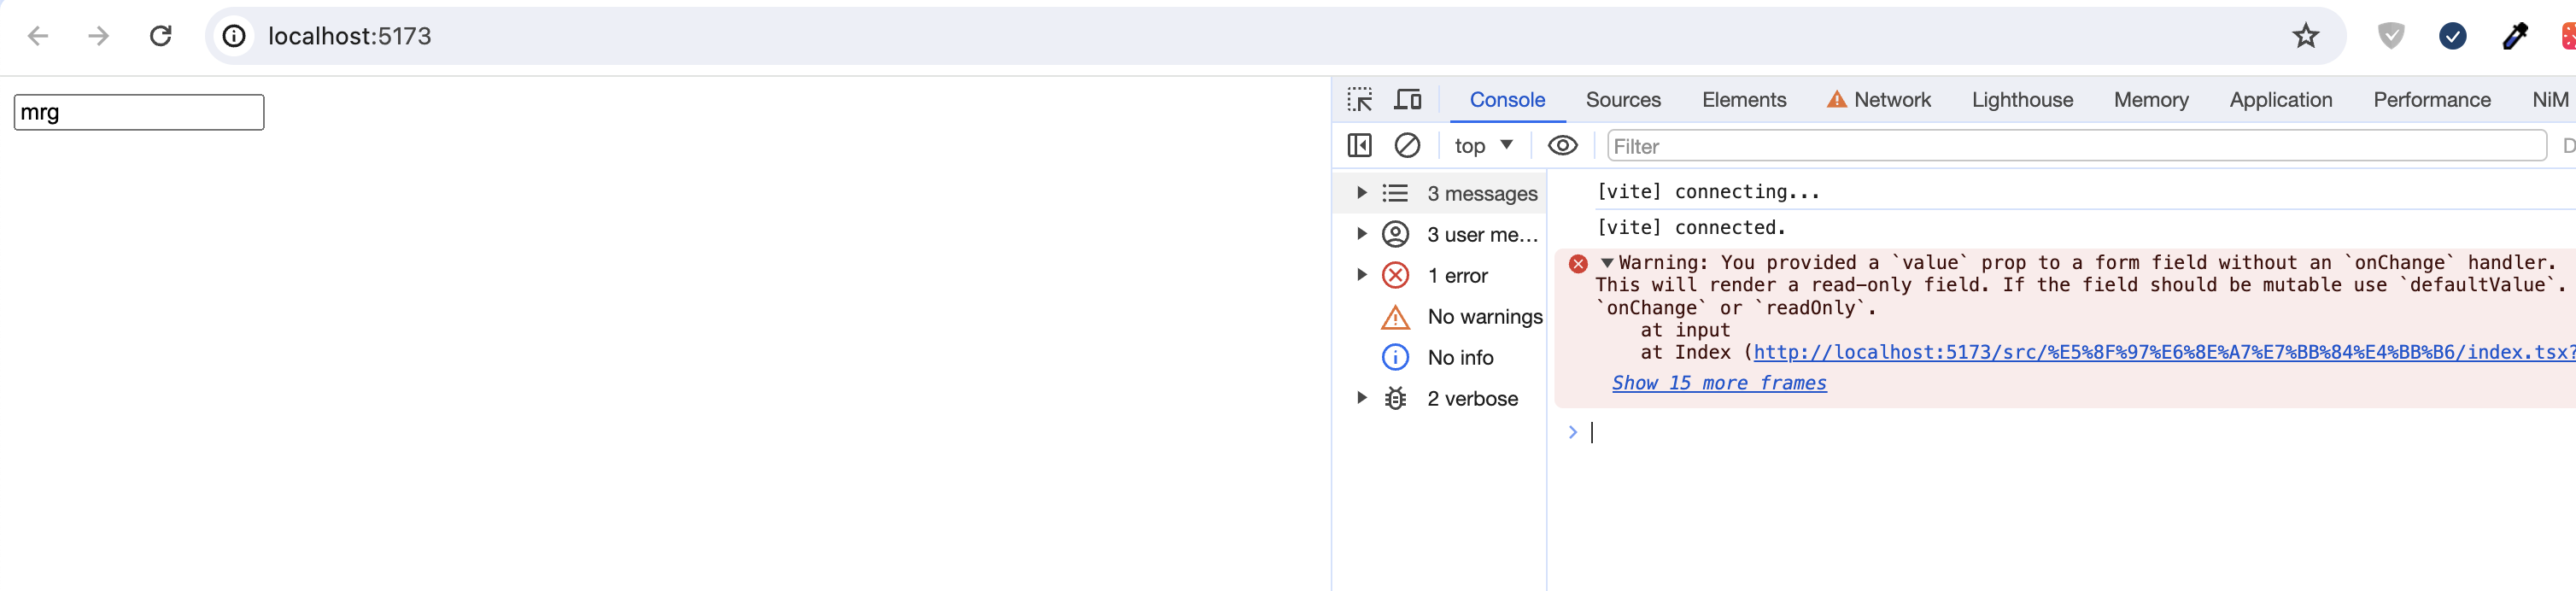 localhost:5173
mrg
Console Sources Elements Network Lighthouse Memory Application Performance NiM
top Filter
3 messages
3 user me...
1 error
No warnings
No info
2 verbose
[vite] connecting...
[vite] connected.
Warning: You provided a `value` prop to a form field without an `onChange` handler.
This will render a read-only field. If the field should be mutable use `defaultValue`.
`onChange` or `readOnly`.
at input
at Index (http://localhost:5173/src/%E5%8F%97%E6%8E%A7%E7%BB%84%E4%BB%B6/index.tsx?
Show 15 more frames